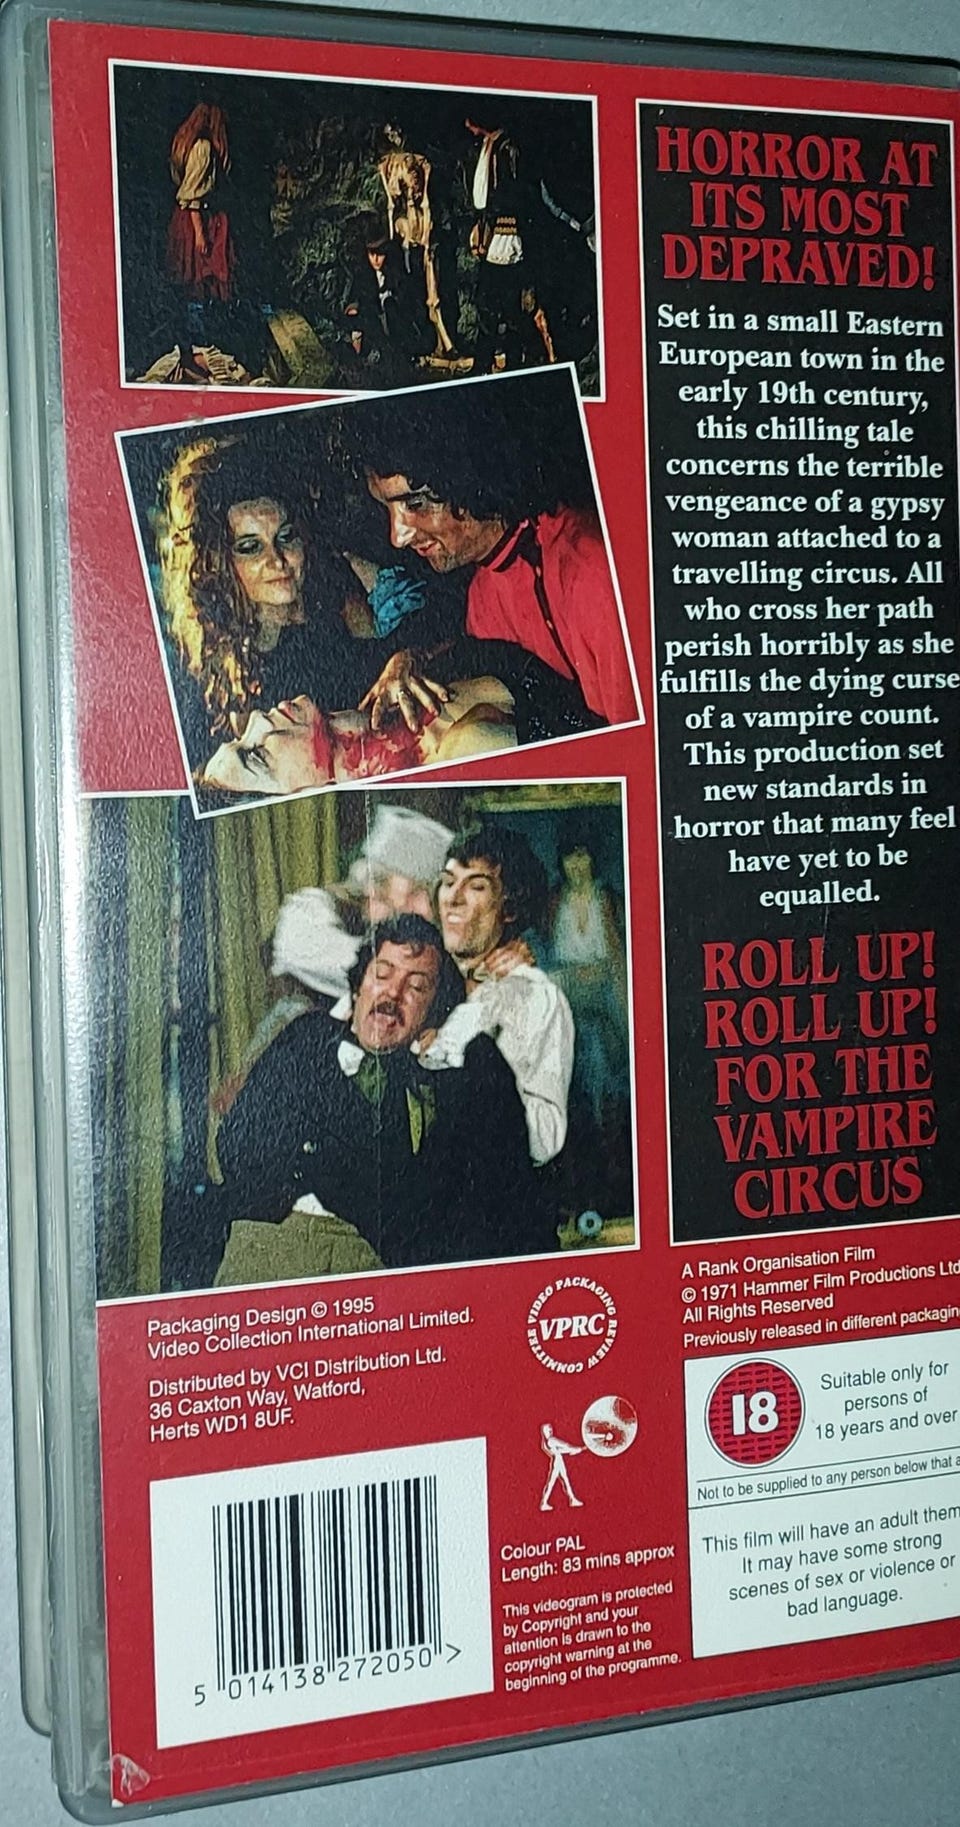 HORROR AT
ITS MOST
DEPRAVED!
Set in a small Eastern
European town in the
early 19th century,
this chilling tale
concerns the terrible
vengeance of a gypsy
woman attached to a
travelling circus. All
who cross her path
perish horribly as she
fulfills the dying curse
of a vampire count.
This production set
new standards in
horror that many feel
have yet to be
equalled.
ROLL UP!
ROLL UP!
FOR THE
VAMPIRE
CIRCUS
Packaging Design © 1995
Video Collection International Limited.
Distributed by VCI Distribution Ltd.
36 Caxton Way, Watford,
Herts WD1 8UF.
VIDEO PACKAGING REVIEW COMMITTEE
VPRC
A Rank Organisation Film
© 1971 Hammer Film Productions Ltd
All Rights Reserved
Previously released in different packaging
18
Suitable only for
persons of
18 years and over
Not to be supplied to any person below that a
This film will have an adult them
It may have some strong
scenes of sex or violence or
bad language.
Colour PAL
Length: 83 mins approx
This videogram is protected
by Copyright and your
attention is drawn to the
copyright warning at the
beginning of the programme.
5 014138 272050 >